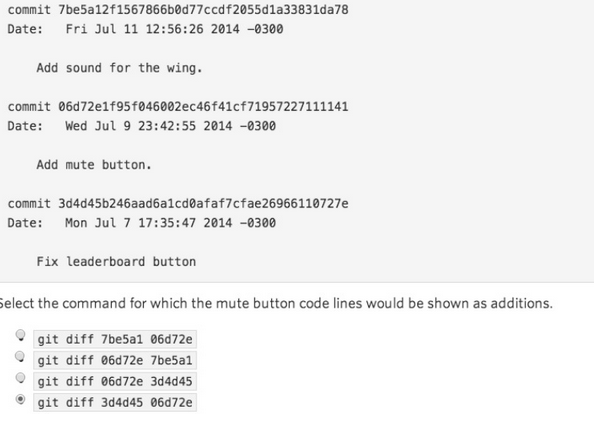 commit 7be5a12f1567866b0d77ccdf2055d1a33831da78
Date:   Fri Jul 11 12:56:26 2014 -0300
Add sound for the wing.
commit 06d72e1f95f046002ec46f41cf71957227111141
Date:   Wed Jul 9 23:42:55 2014 -0300
Add mute button.
commit 3d4d45b246aad6a1cd0afaf7cfae26966110727e
Date:   Mon Jul 7 17:35:47 2014 -0300
Fix leaderboard button
Select the command for which the mute button code lines would be shown as additions.
git diff 7be5a1 06d72e
git diff 06d72e 7be5a1
git diff 06d72e 3d4d45
git diff 3d4d45 06d72e